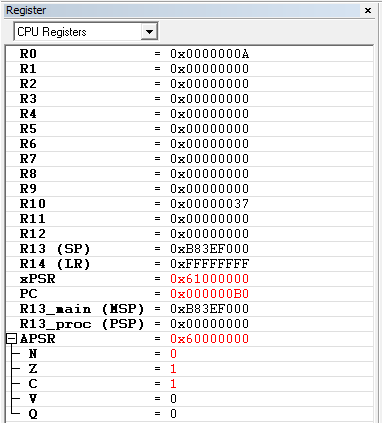 Register
CPU Registers
R0 = 0x0000000A
R1 = 0x00000000
R2 = 0x00000000
R3 = 0x00000000
R4 = 0x00000000
R5 = 0x00000000
R6 = 0x00000000
R7 = 0x00000000
R8 = 0x00000000
R9 = 0x00000000
R10 = 0x00000037
R11 = 0x00000000
R12 = 0x00000000
R13 (SP) = 0xB83EF000
R14 (LR) = 0xFFFFFFFF
xPSR = 0x61000000
PC = 0x000000B0
R13_main (MSP) = 0xB83EF000
R13_proc (PSP) = 0x00000000
APSR = 0x60000000
N = 0
Z = 1
C = 1
V = 0
Q = 0